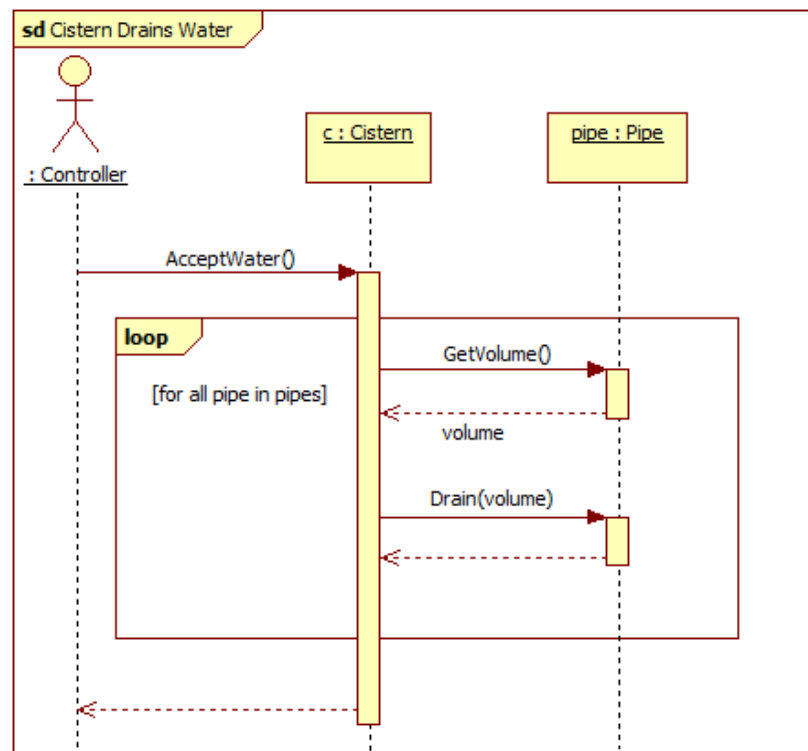 sd Cistern Drains Water
: Controller
c : Cistern
pipe : Pipe
AcceptWater()
loop
[for all pipe in pipes]
GetVolume()
volume
Drain(volume)